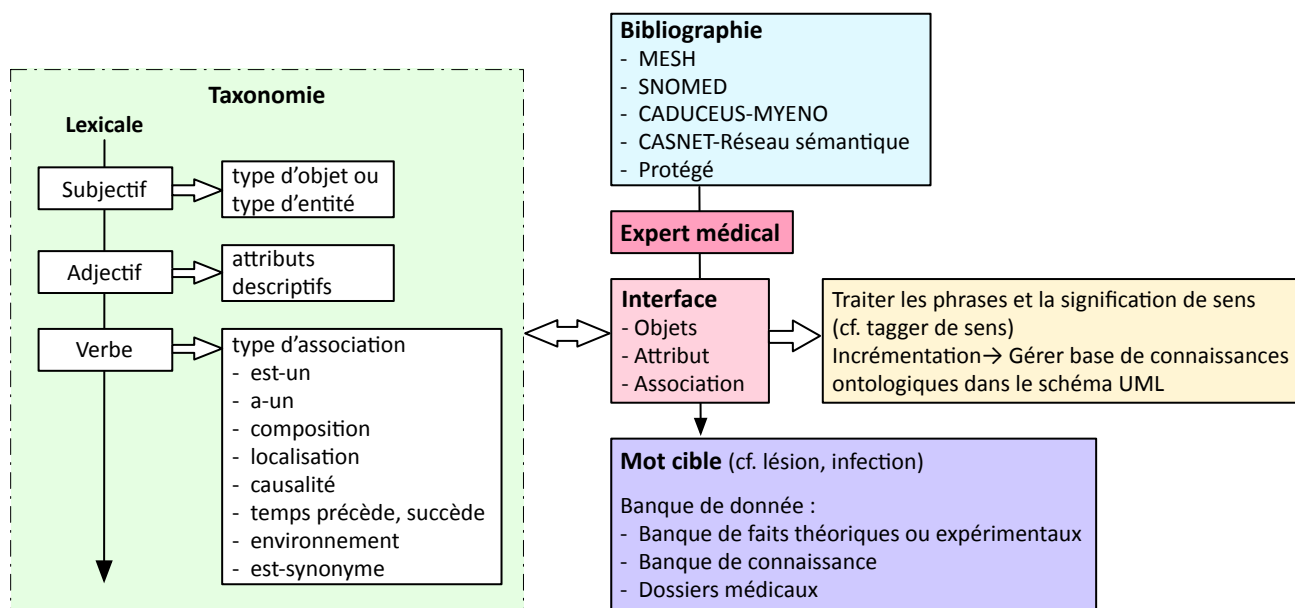 Taxonomie
Lexicale
Subjectif
type d'objet ou
type d'entité
Adjectif
attributs
descriptifs
Verbe
type d'association
- est-un
- a-un
- composition
- localisation
- causalité
- temps précède, succède
- environnement
- est-synonyme
Bibliographie
- MESH
- SNOMED
- CADUCEUS-MYENO
- CASNET-Réseau sémantique
- Protégé
Expert médical
Interface
- Objets
- Attribut
- Association
Traiter les phrases et la signification de sens
(cf. tagger de sens)
Incrémentation→ Gérer base de connaissances
ontologiques dans le schéma UML
Mot cible (cf. lésion, infection)
Banque de donnée :
- Banque de faits théoriques ou expérimentaux
- Banque de connaissance
- Dossiers médicaux